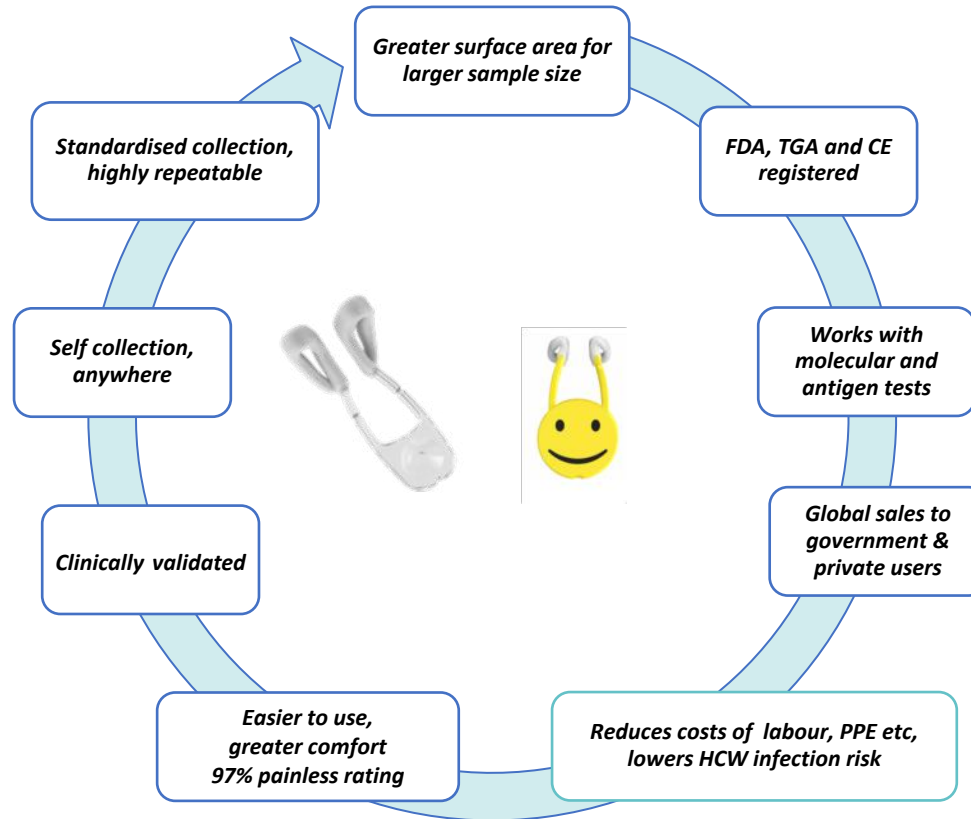 Greater surface area for
larger sample size
FDA, TGA and CE
registered
Works with
molecular and
antigen tests
Global sales to
government &
private users
Reduces costs of labour, PPE etc,
lowers HCW infection risk
Easier to use,
greater comfort
97% painless rating
Clinically validated
Self collection,
anywhere
Standardised collection,
highly repeatable